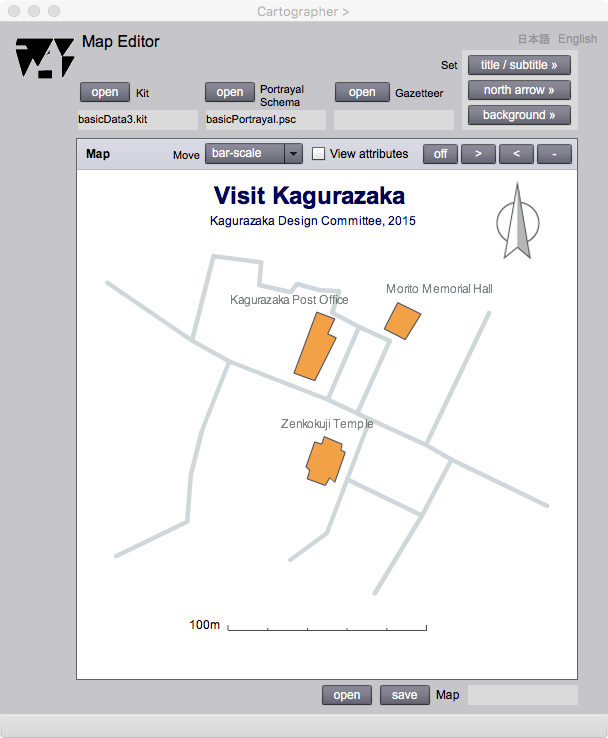 Cartographer >
Map Editor
日本語 English
Set
title / subtitle »
open Kit
open Portrayal Schema
open Gazetteer
north arrow »
background »
basicData3.kit
basicPortrayal.psc
Map
Move
bar-scale
View attributes
off
>
<
-
Visit Kagurazaka
Kagurazaka Design Committee, 2015
Morito Memorial Hall
Kagurazaka Post Office
Zenkokuji Temple
100m
open
save
Map